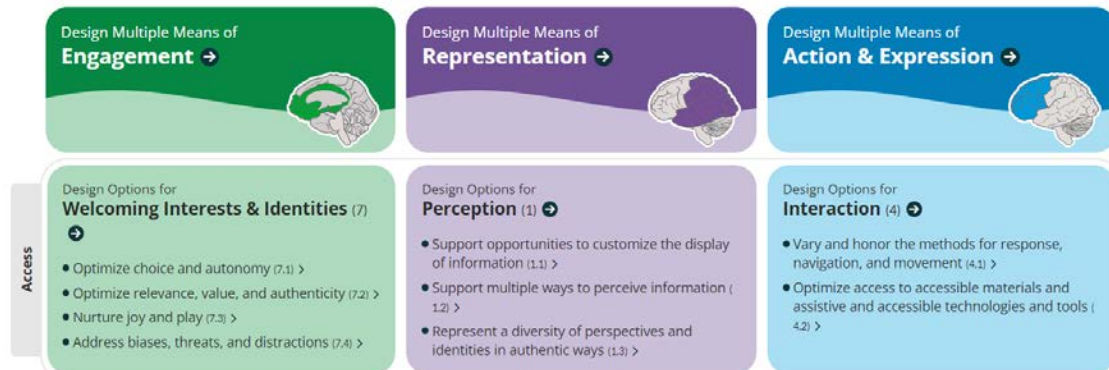 Design Multiple Means of
Engagement
Design Multiple Means of
Representation
Design Multiple Means of
Action & Expression
Access
Design Options for
Welcoming Interests & Identities (7)
• Optimize choice and autonomy (7.1) >
• Optimize relevance, value, and authenticity (7.2) >
• Nurture joy and play (7.3) >
• Address biases, threats, and distractions (7.4) >
Design Options for
Perception (1)
• Support opportunities to customize the display
of information (1.1) >
• Support multiple ways to perceive information (
1.2) >
• Represent a diversity of perspectives and
identities in authentic ways (1.3) >
Design Options for
Interaction (4)
• Vary and honor the methods for response,
navigation, and movement (4.1) >
• Optimize access to accessible materials and
assistive and accessible technologies and tools (
4.2) >